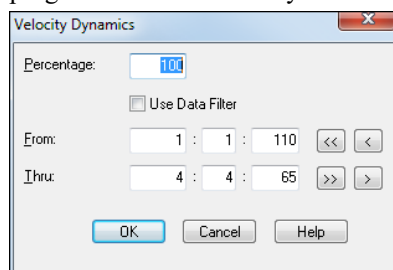 Velocity Dynamics
Percentage: 100
Use Data Filter
From: 1 : 1 : 110 << <
Thru: 4 : 4 : 65 >> >
OK Cancel Help